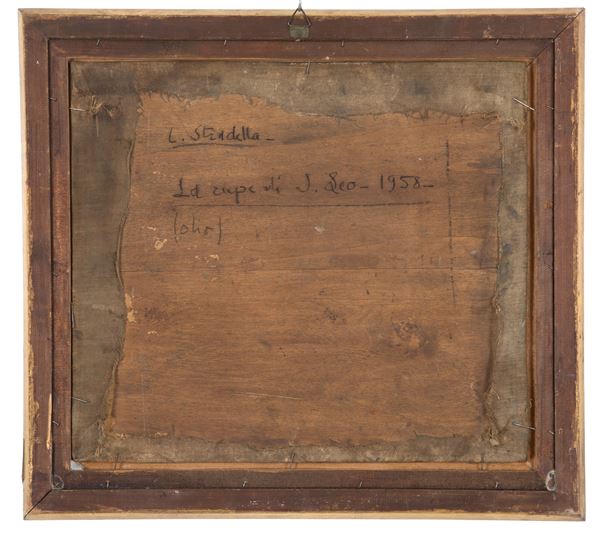 L. Stradella -
La rupe di S. Leo - 1958 -
(olio)